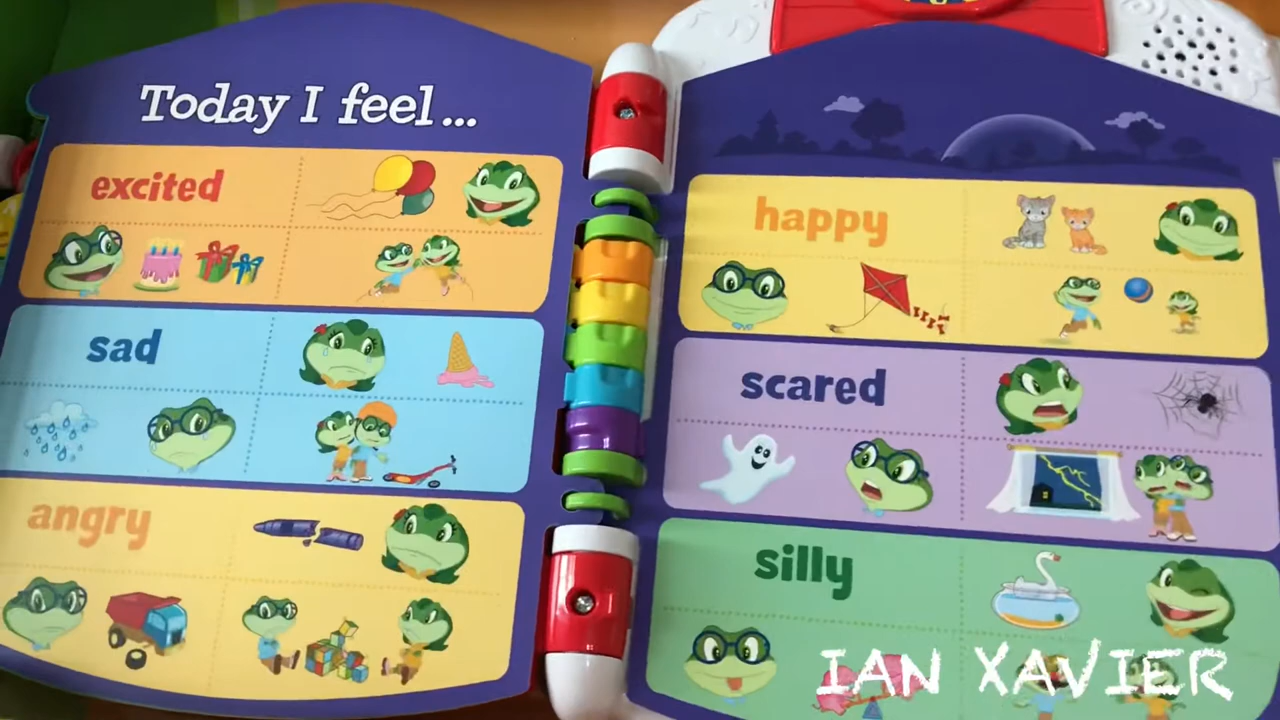 Today I feel...
excited
sad
angry
happy
scared
silly
IAN XAVIER